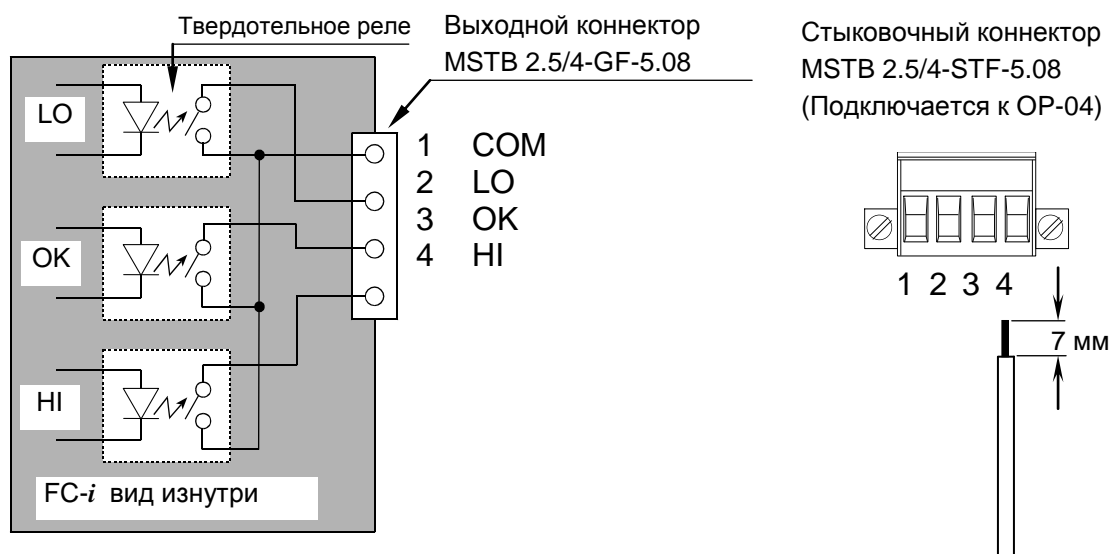 Твердотельное реле
Выходной коннектор
MSTB 2.5/4-GF-5.08
LO
OK
HI
1 COM
2 LO
3 OK
4 HI
FC-i вид изнутри
Стыковочный коннектор
MSTB 2.5/4-STF-5.08
(Подключается к OP-04)
1 2 3 4
7 мм